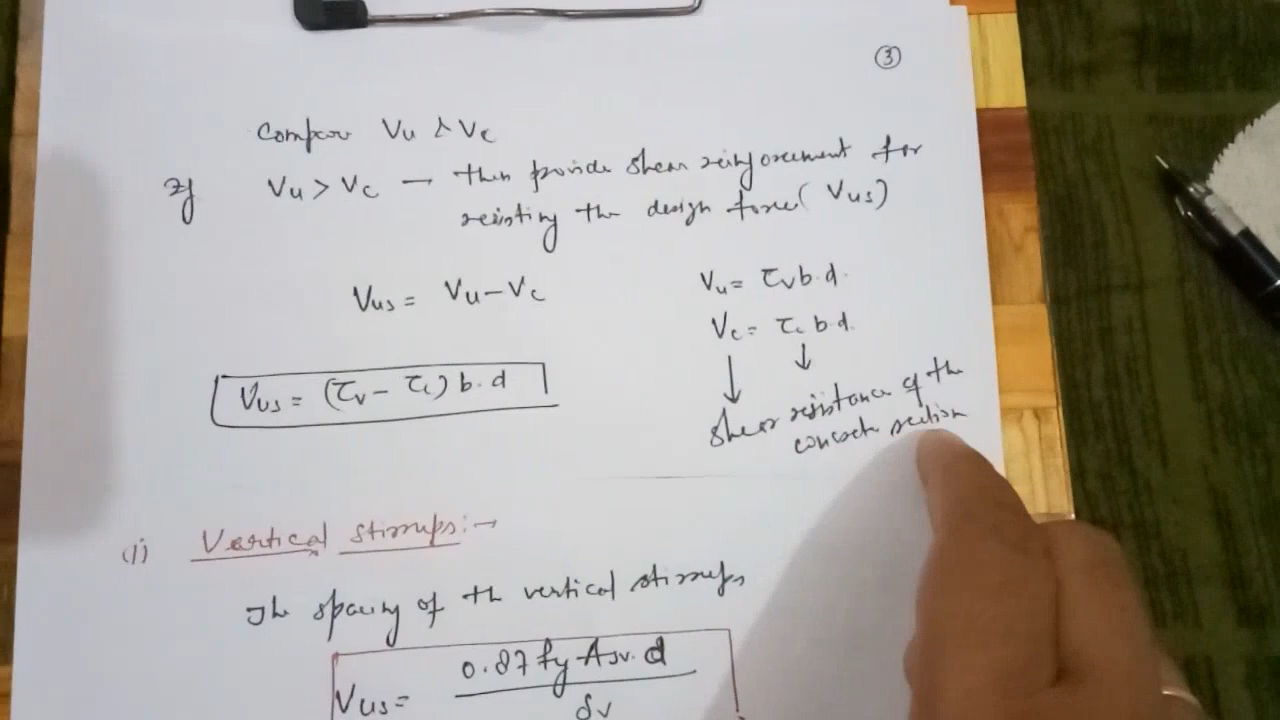 ③
Compare Vu & Vc
If Vu > Vc → then provide shear reinforcement for
resisting the design force (Vus)
Vus = Vu - Vc
Vu = τv b.d.
Vc = τc b.d.
↓ ↓
Shear resistance of the
concrete section
Vus = (τv - τc) b.d
(i) Vertical stirrups:→
The spacing of the vertical stirrups
Vus = 0.87 fy Asv. d
Sv